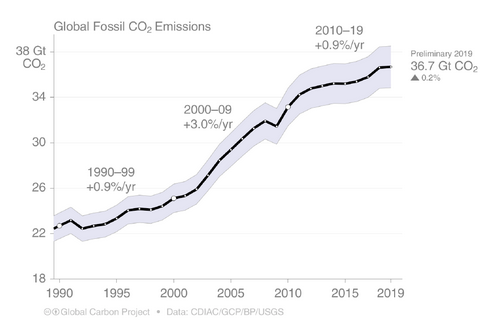 Global Fossil CO₂ Emissions
38 Gt
CO₂
34
30
26
22
18
1990–99
+0.9%/yr
2000–09
+3.0%/yr
2010–19
+0.9%/yr
Preliminary 2019
36.7 Gt CO₂
▲ 0.2%
1990
1995
2000
2005
2010
2015
2019
Global Carbon Project • Data: CDIAC/GCP/BP/USGS